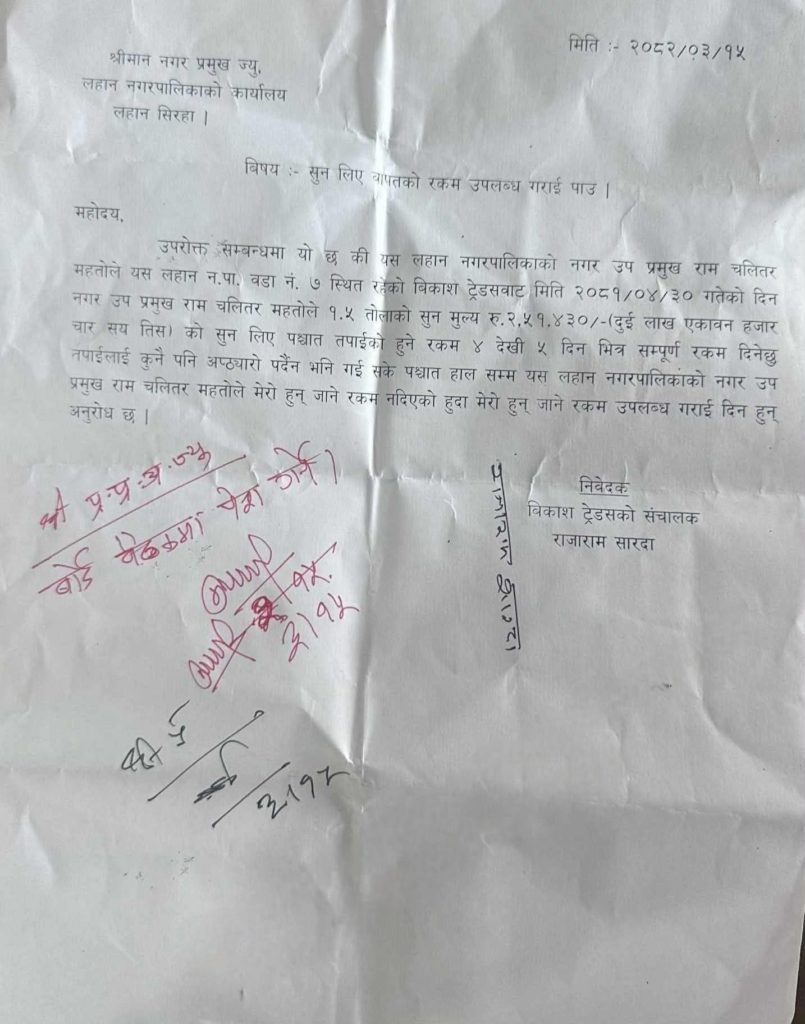 मिति :- २०८२/०३/१५
श्रीमान नगर प्रमुख ज्यु,
लहान नगरपालिकाको कार्यालय
लहान सिरहा |
बिषय :- सुन लिए वापतको रकम उपलब्ध गराई पाउ |
महोदय,
उपरोक्त सम्बन्धमा यो छ की यस लहान नगरपालिकाको नगर उप प्रमुख राम चलितर
महतोले यस लहान न.पा. वडा नं. ७ स्थित रहेको बिकाश ट्रेडसवाट मिति २०८१/०४/३० गतेको दिन
नगर उप प्रमुख राम चलितर महतोले १.५ तोलाको सुन मुल्य रु.२,५१,४३०/-(दुई लाख एकावन हजार
चार सय तिस) को सुन लिए पश्चात तपाईको हुने रकम ४ देखी ५ दिन भित्र सम्पूर्ण रकम दिनेछु
तपाईलाई कुनै पनि अप्ठ्यारो पर्दैन भनि गई सके पश्चात हाल सम्म यस लहान नगरपालिकाको नगर उप
प्रमुख राम चलितर महतोले मेरो हुन् जाने रकम नदिएको हुदा मेरो हुन् जाने रकम उपलब्ध गराई दिन हुन्
अनुरोध छ |
श्री प्र.प्र.अ.ज्यू
बोर्ड बैठकमा पेश गर्ने।
३।१५
निवेदक
बिकाश ट्रेडसको संचालक
राजाराम सारदा
३।१५